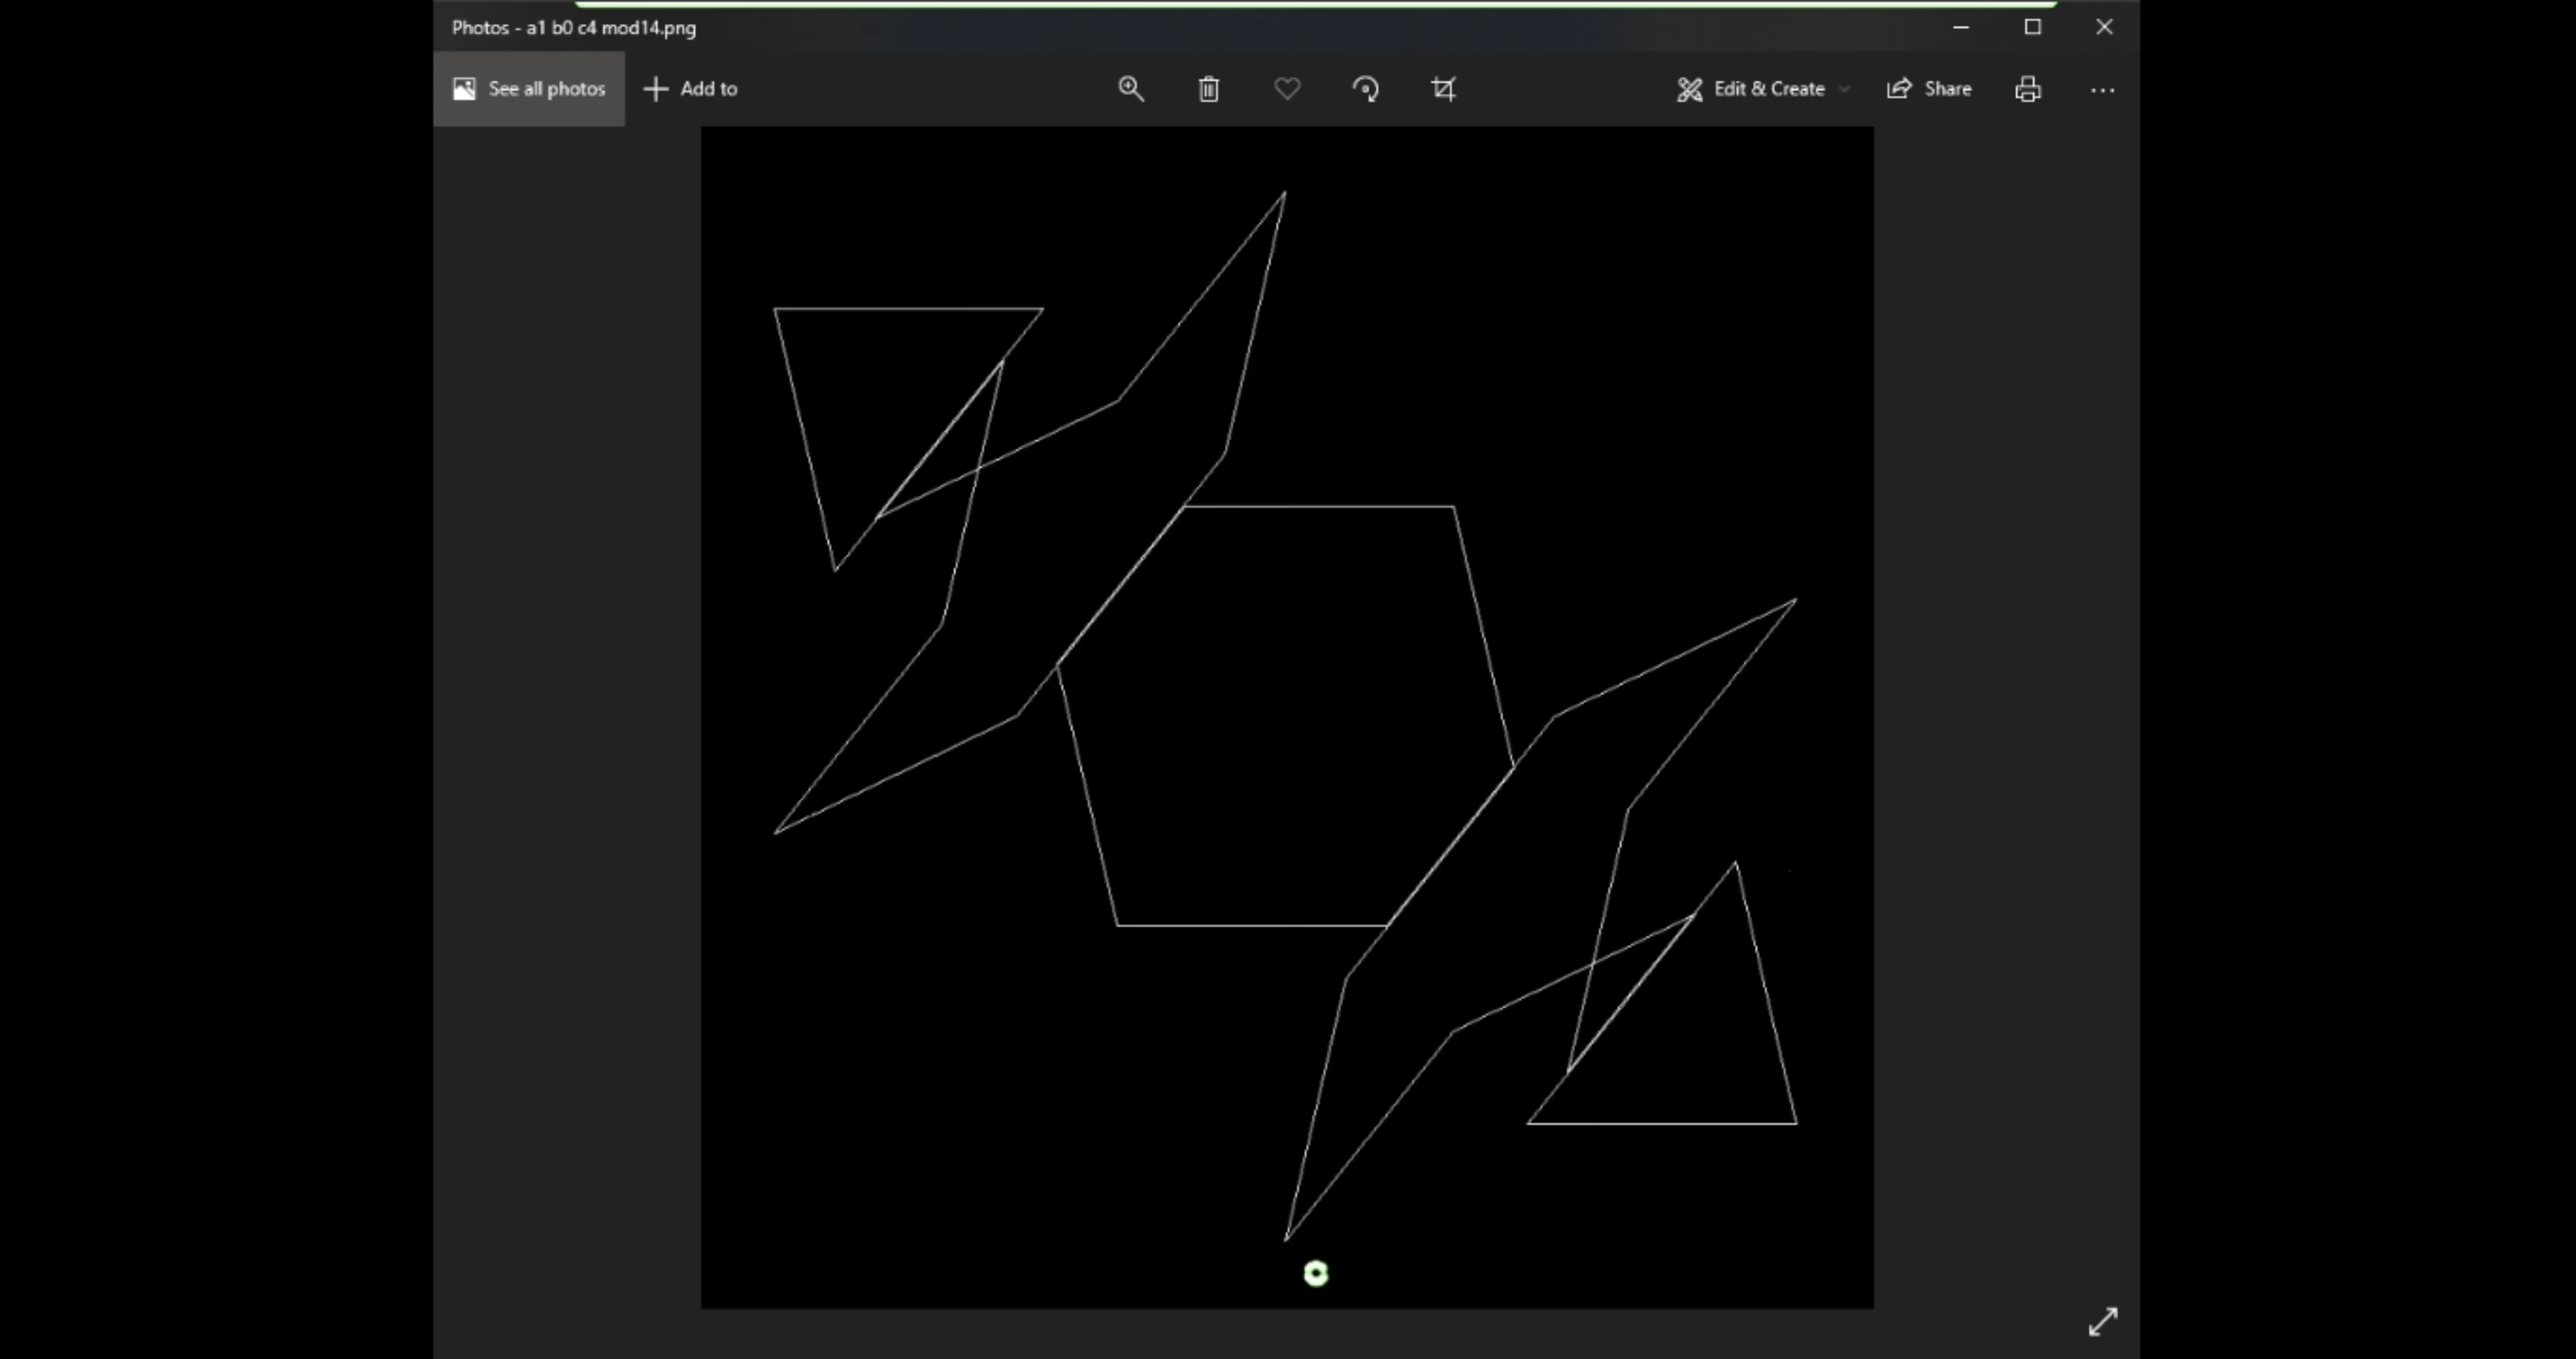 Photos - a1 b0 c4 mod14.png
See all photos
Add to
Edit & Create
Share